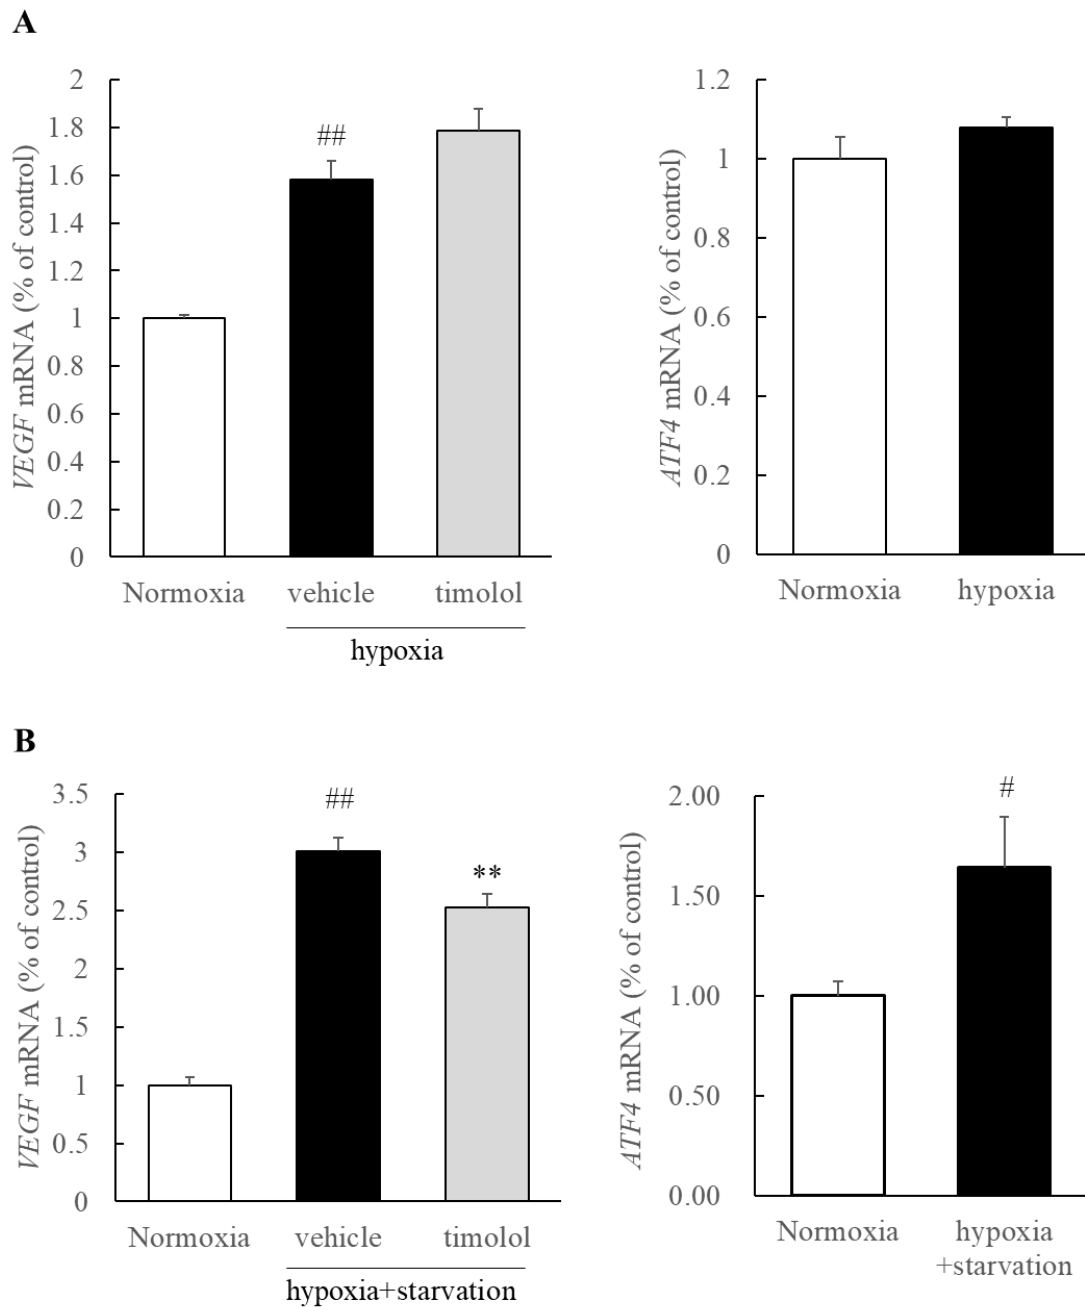 A
VEGF mRNA (% of control)
2
1.8
1.6
1.4
1.2
1
0.8
0.6
0.4
0.2
0
##
Normoxia vehicle timolol
hypoxia
ATF4 mRNA (% of control)
1.2
1
0.8
0.6
0.4
0.2
0
Normoxia hypoxia
B
VEGF mRNA (% of control)
3.5
3
2.5
2
1.5
1
0.5
0
##
**
Normoxia vehicle timolol
hypoxia+starvation
ATF4 mRNA (% of control)
2.00
1.50
1.00
0.50
0.00
#
Normoxia hypoxia
+starvation